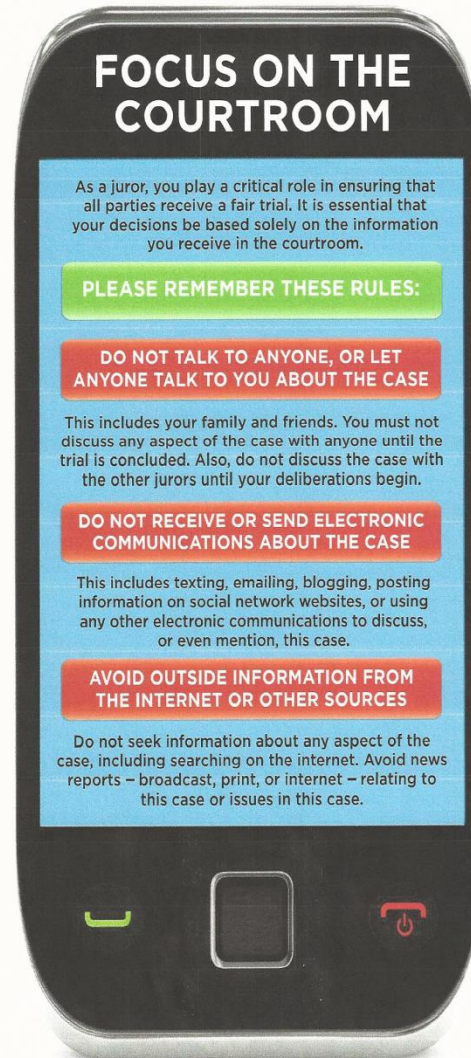 FOCUS ON THE
COURTROOM
As a juror, you play a critical role in ensuring that
all parties receive a fair trial. It is essential that
your decisions be based solely on the information
you receive in the courtroom.
PLEASE REMEMBER THESE RULES:
DO NOT TALK TO ANYONE, OR LET
ANYONE TALK TO YOU ABOUT THE CASE
This includes your family and friends. You must not
discuss any aspect of the case with anyone until the
trial is concluded. Also, do not discuss the case with
the other jurors until your deliberations begin.
DO NOT RECEIVE OR SEND ELECTRONIC
COMMUNICATIONS ABOUT THE CASE
This includes texting, emailing, blogging, posting
information on social network websites, or using
any other electronic communications to discuss,
or even mention, this case.
AVOID OUTSIDE INFORMATION FROM
THE INTERNET OR OTHER SOURCES
Do not seek information about any aspect of the
case, including searching on the internet. Avoid news
reports – broadcast, print, or internet – relating to
this case or issues in this case.